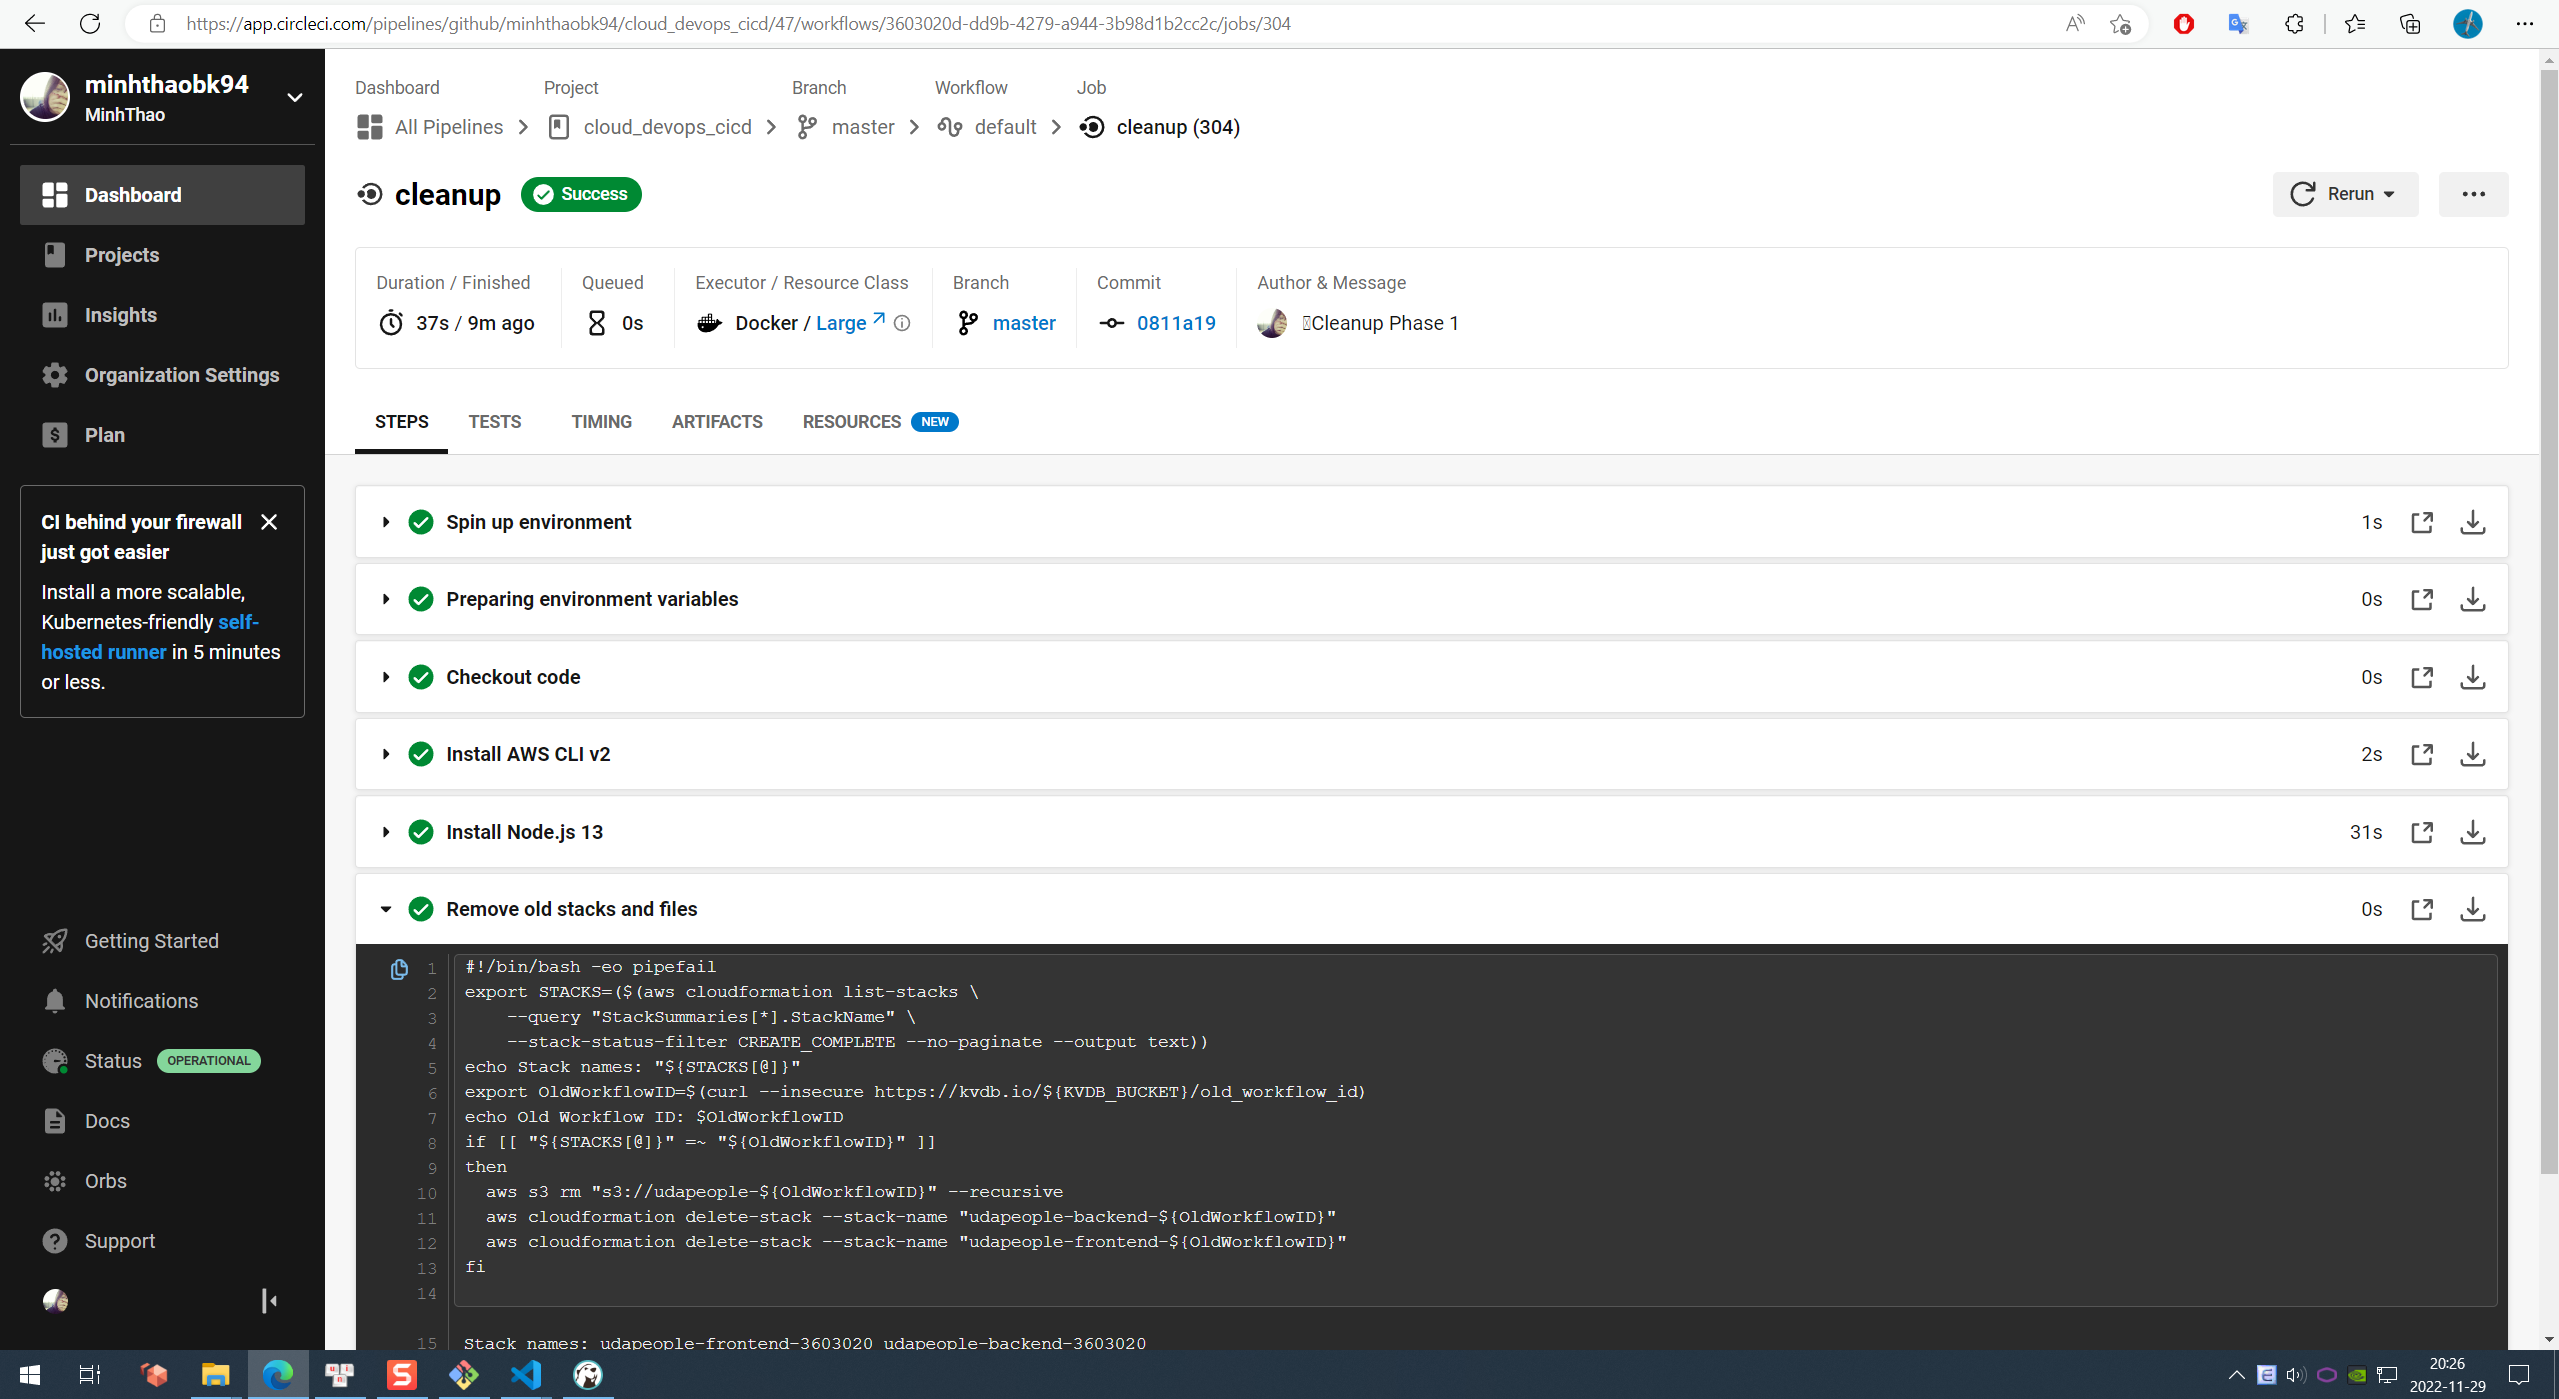 https://app.circleci.com/pipelines/github/minhthaobk94/cloud_devops_cicd/47/workflows/3603020d-dd9b-4279-a944-3b98d1b2cc2c/jobs/304
minhthaobk94
MinhThao
Dashboard
Projects
Insights
Organization Settings
Plan
CI behind your firewall
just got easier
Install a more scalable,
Kubernetes-friendly self-
hosted runner in 5 minutes
or less.
Getting Started
Notifications
Status OPERATIONAL
Docs
Orbs
Support
Dashboard Project Branch Workflow Job
All Pipelines cloud_devops_cicd master default cleanup (304)
cleanup Success
Rerun
Duration / Finished Queued Executor / Resource Class Branch Commit Author & Message
37s / 9m ago 0s Docker / Large master 0811a19 Cleanup Phase 1
STEPS TESTS TIMING ARTIFACTS RESOURCES NEW
Spin up environment 1s
Preparing environment variables 0s
Checkout code 0s
Install AWS CLI v2 2s
Install Node.js 13 31s
Remove old stacks and files 0s
1 #!/bin/bash -eo pipefail
2 export STACKS=($(aws cloudformation list-stacks \
3 --query "StackSummaries[*].StackName" \
4 --stack-status-filter CREATE_COMPLETE --no-paginate --output text))
5 echo Stack names: "${STACKS[@]}"
6 export OldWorkflowID=$(curl --insecure https://kvdb.io/${KVDB_BUCKET}/old_workflow_id)
7 echo Old Workflow ID: $OldWorkflowID
8 if [[ "${STACKS[@]}" =~ "${OldWorkflowID}" ]]
9 then
10 aws s3 rm "s3://udapeople-${OldWorkflowID}" --recursive
11 aws cloudformation delete-stack --stack-name "udapeople-backend-${OldWorkflowID}"
12 aws cloudformation delete-stack --stack-name "udapeople-frontend-${OldWorkflowID}"
13 fi
14
15 Stack names: udapeople-frontend-3603020 udapeople-backend-3603020
20:26
2022-11-29